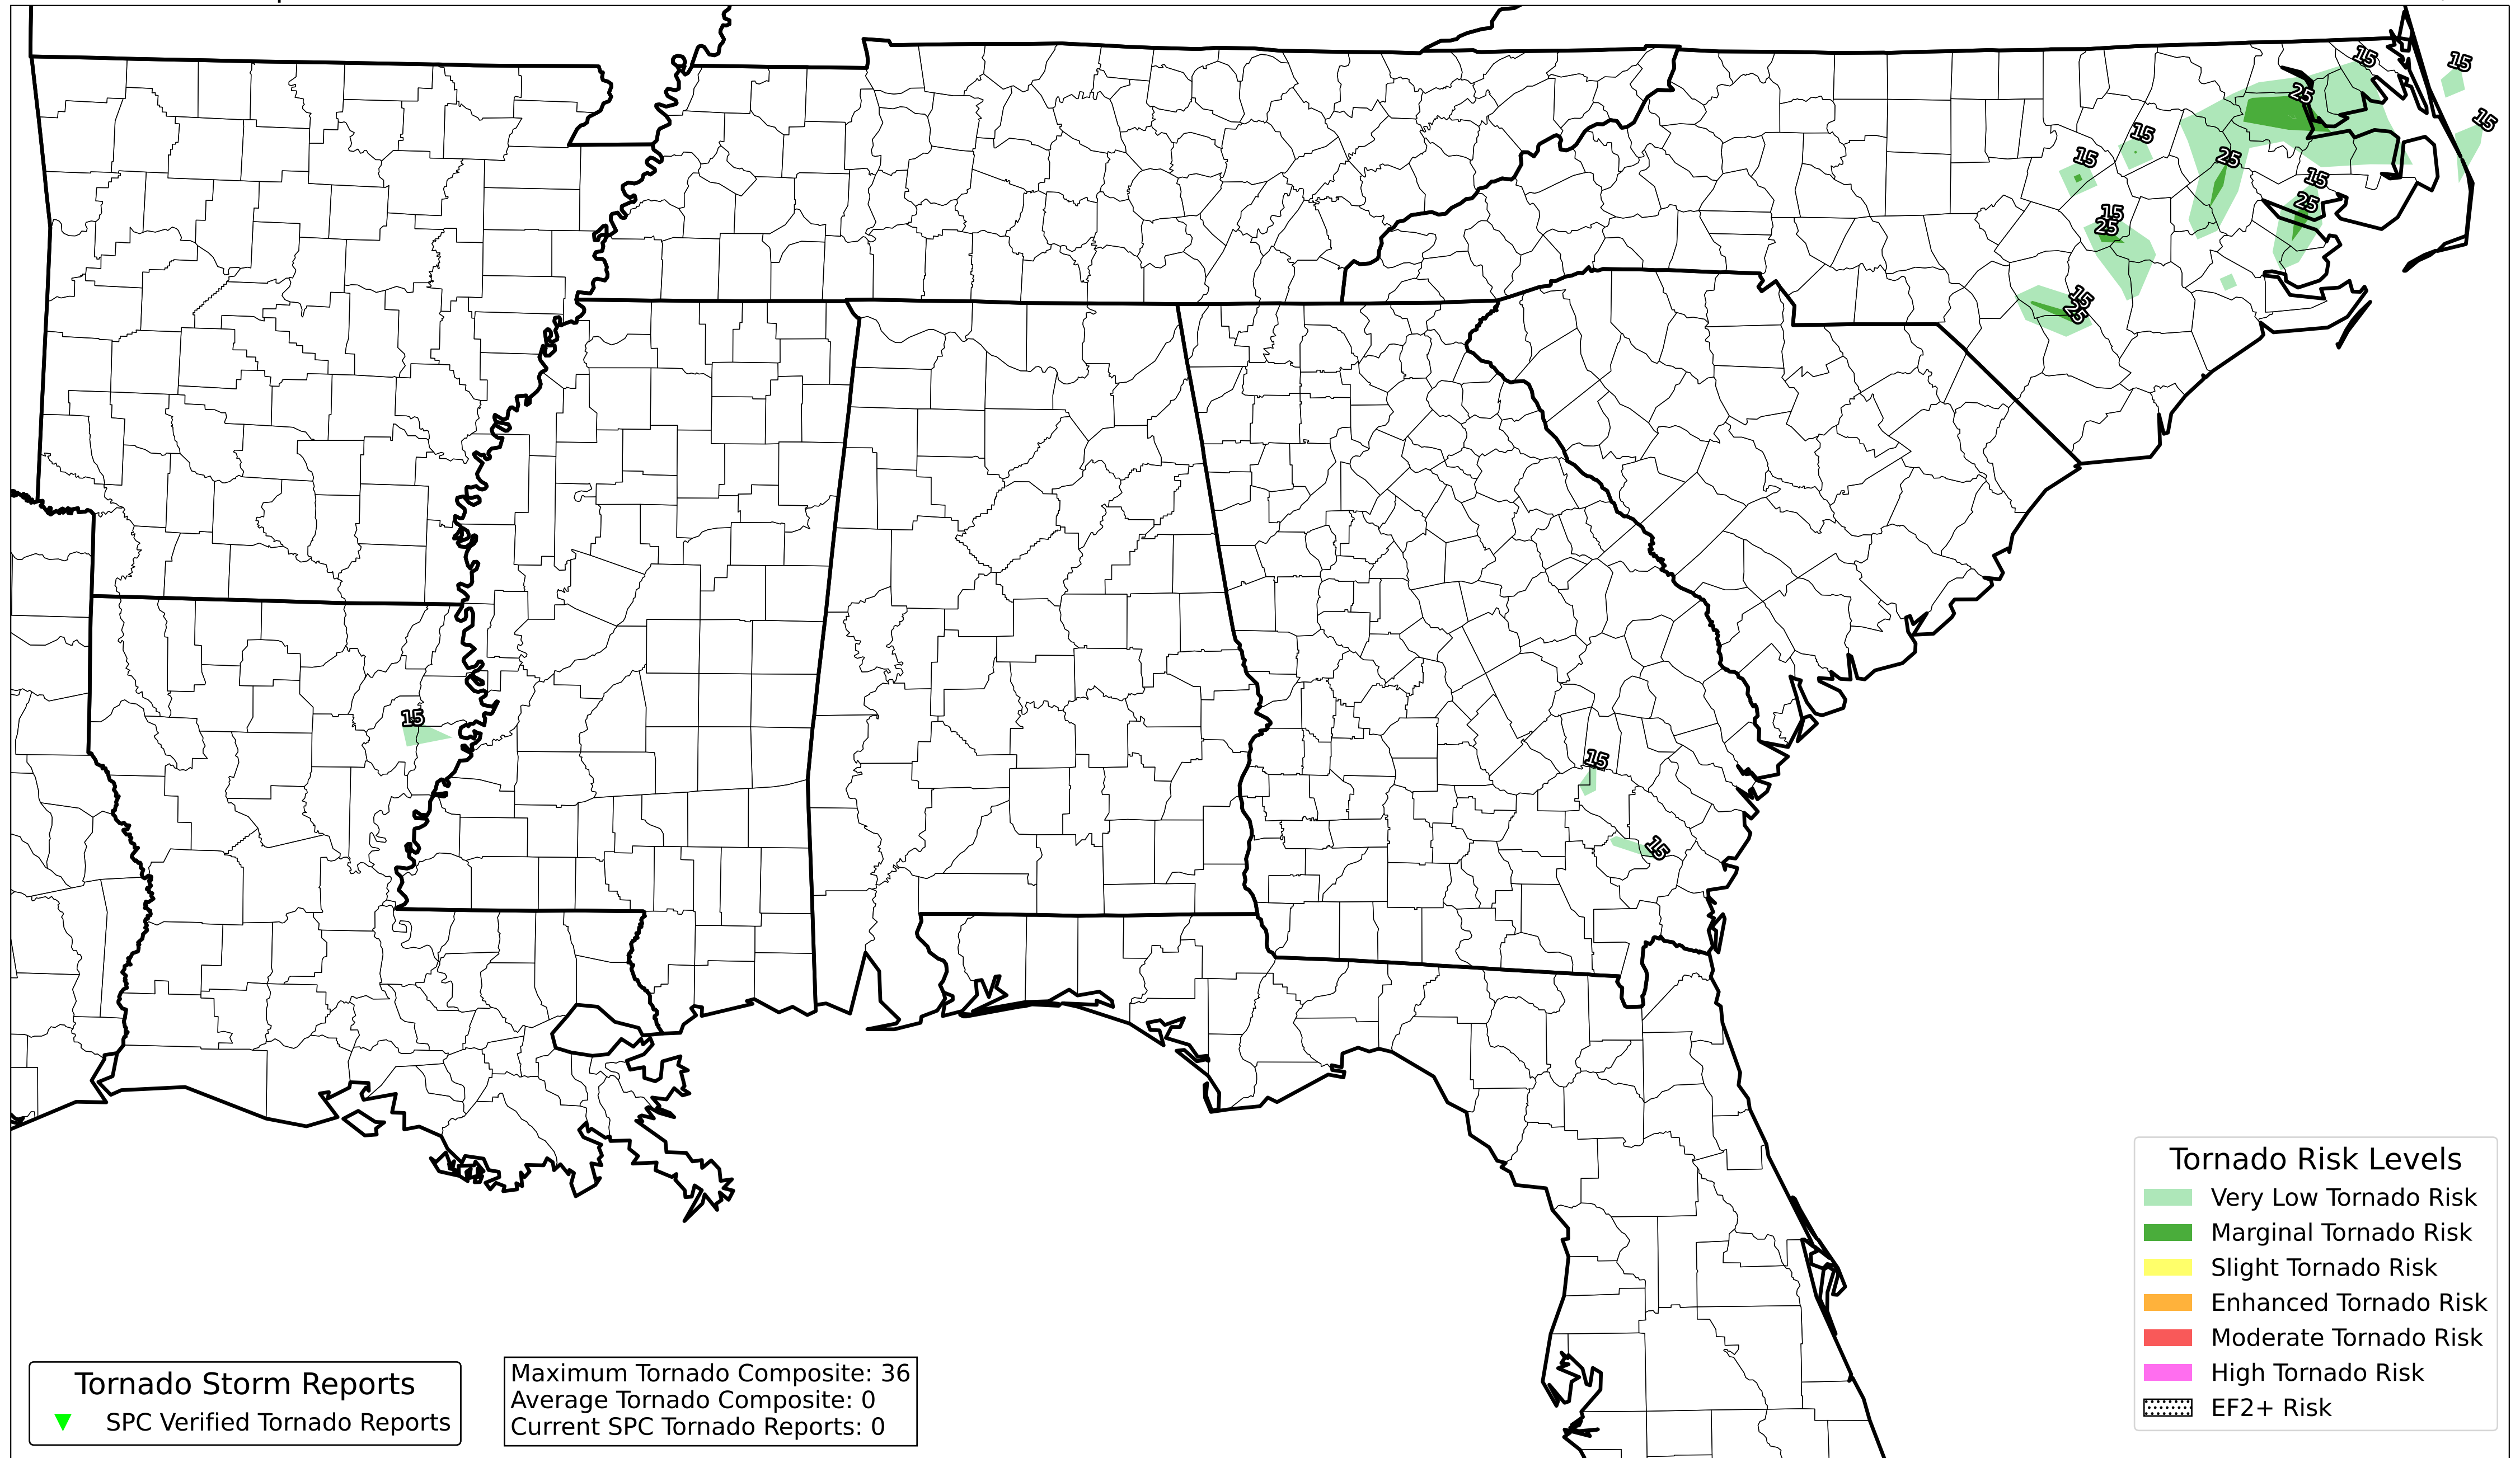 15
15
25
15
15
15
25
15
25
15
25
15
25
15
15
15
Tornado Risk Levels
Very Low Tornado Risk
Marginal Tornado Risk
Slight Tornado Risk
Enhanced Tornado Risk
Moderate Tornado Risk
High Tornado Risk
EF2+ Risk
Tornado Storm Reports
SPC Verified Tornado Reports
Maximum Tornado Composite: 36
Average Tornado Composite: 0
Current SPC Tornado Reports: 0